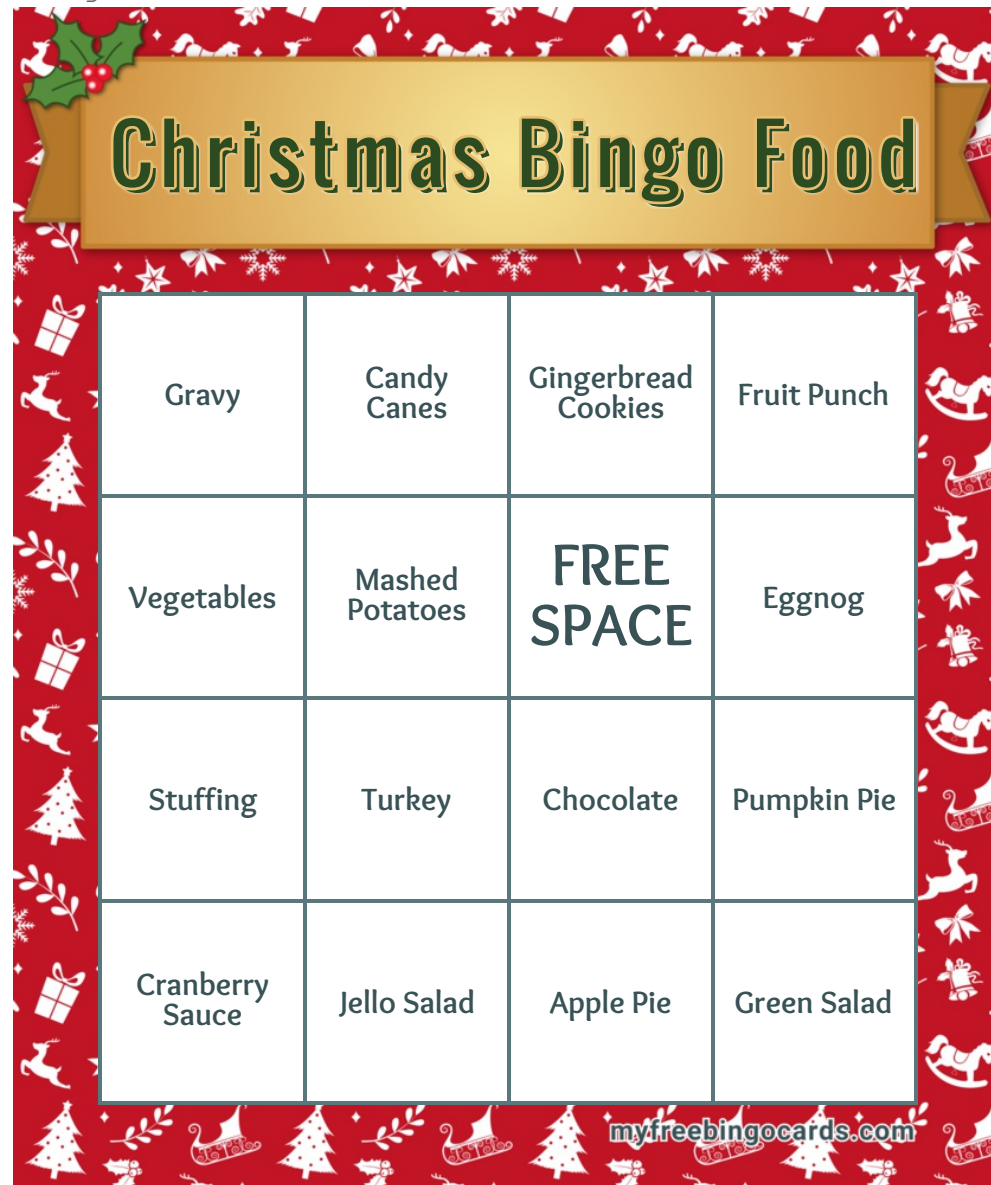 Christmas Bingo Food
Gravy
Candy
Canes
Gingerbread
Cookies
Fruit Punch
Vegetables
Mashed
Potatoes
FREE
SPACE
Eggnog
Stuffing
Turkey
Chocolate
Pumpkin Pie
Cranberry
Sauce
Jello Salad
Apple Pie
Green Salad
myfreebingocards.com